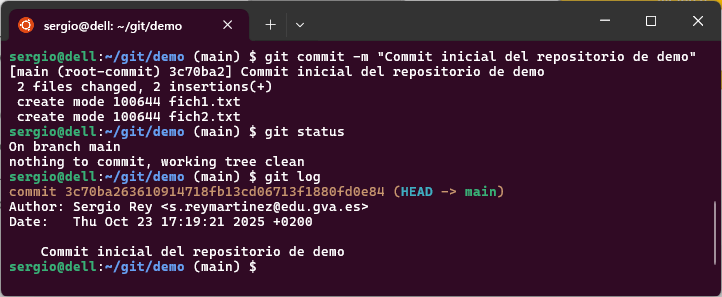 sergio@dell: ~/git/demo
sergio@dell:~/git/demo (main) $ git commit -m "Commit inicial del repositorio de demo"
[main (root-commit) 3c70ba2] Commit inicial del repositorio de demo
 2 files changed, 2 insertions(+)
 create mode 100644 fich1.txt
 create mode 100644 fich2.txt
sergio@dell:~/git/demo (main) $ git status
On branch main
nothing to commit, working tree clean
sergio@dell:~/git/demo (main) $ git log
commit 3c70ba263610914718fb13cd06713f1880fd0e84 (HEAD -> main)
Author: Sergio Rey <s.reymartinez@edu.gva.es>
Date:   Thu Oct 23 17:19:21 2025 +0200

    Commit inicial del repositorio de demo
sergio@dell:~/git/demo (main) $